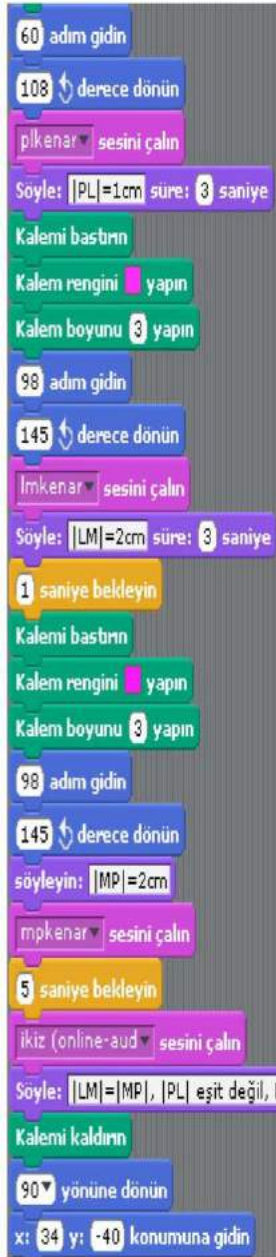 60 adım gidin
108 derece dönün
plkenar sesini çalın
Söyle: |PL|=1cm süre: 3 saniye
Kalemi bastırın
Kalem rengini yapın
Kalem boyunu 3 yapın
98 adım gidin
145 derece dönün
lmkenar sesini çalın
Söyle: |LM|=2cm süre: 3 saniye
1 saniye bekleyin
Kalemi bastırın
Kalem rengini yapın
Kalem boyunu 3 yapın
98 adım gidin
145 derece dönün
söyleyin: |MP|=2cm
mpkenar sesini çalın
5 saniye bekleyin
ikiz (online-aud sesini çalın
Söyle: |LM|=|MP|, |PL| eşit değil,
Kalemi kaldırın
90 yönüne dönün
x: 34 y: -40 konumuna gidin